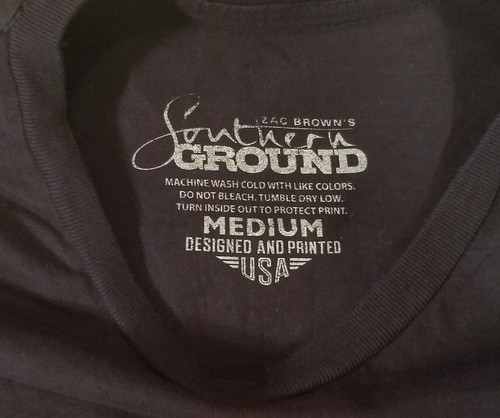 ZAC BROWN'S
Southern
GROUND
MACHINE WASH COLD WITH LIKE COLORS.
DO NOT BLEACH. TUMBLE DRY LOW.
TURN INSIDE OUT TO PROTECT PRINT.
MEDIUM
DESIGNED AND PRINTED
USA